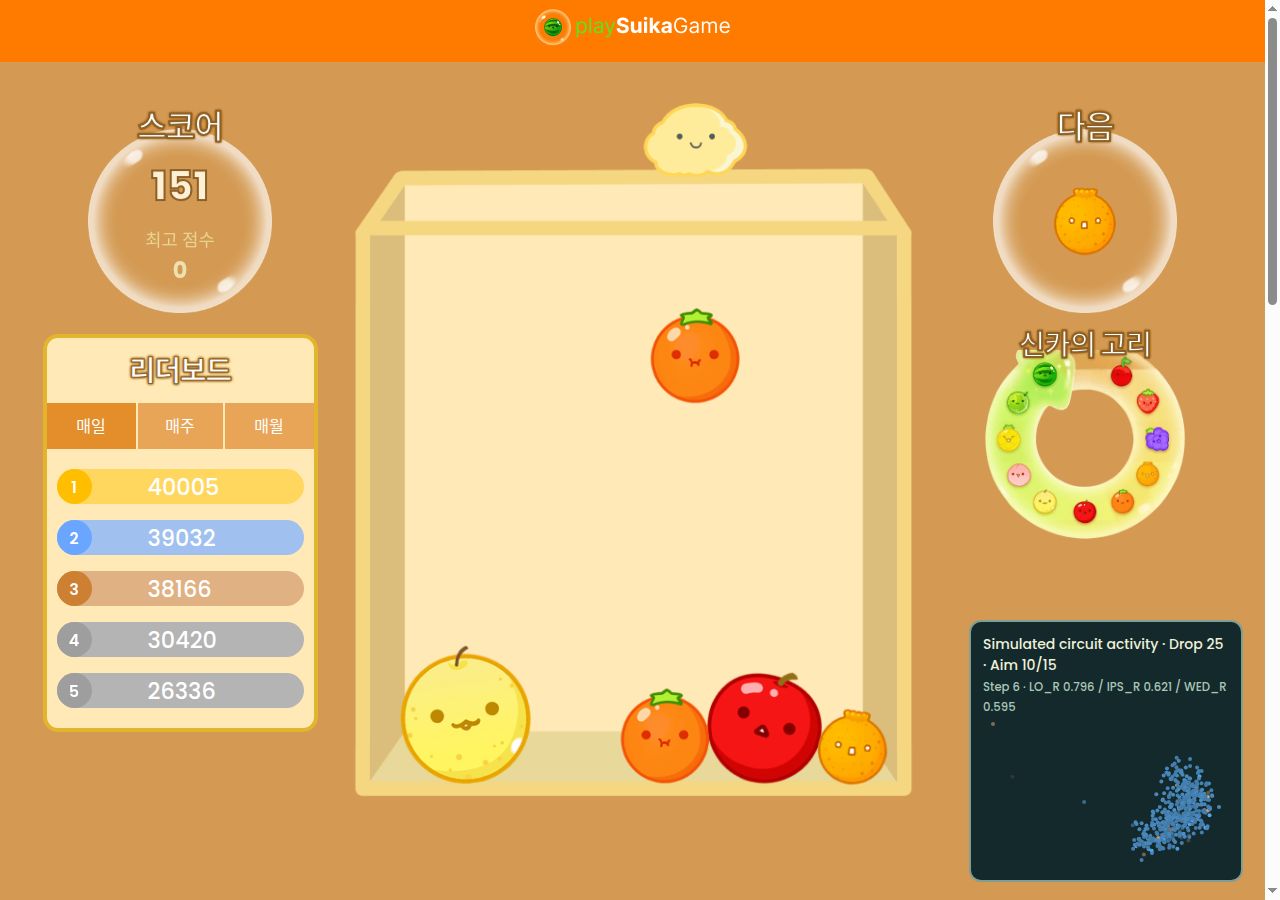 playSuikaGame
스코어
151
최고 점수
0
다음
신카의 고리
리더보드
매일 매주 매월
1 40005
2 39032
3 38166
4 30420
5 26336
Simulated circuit activity · Drop 25
· Aim 10/15
Step 6 · LO_R 0.796 / IPS_R 0.621 / WED_R
0.595